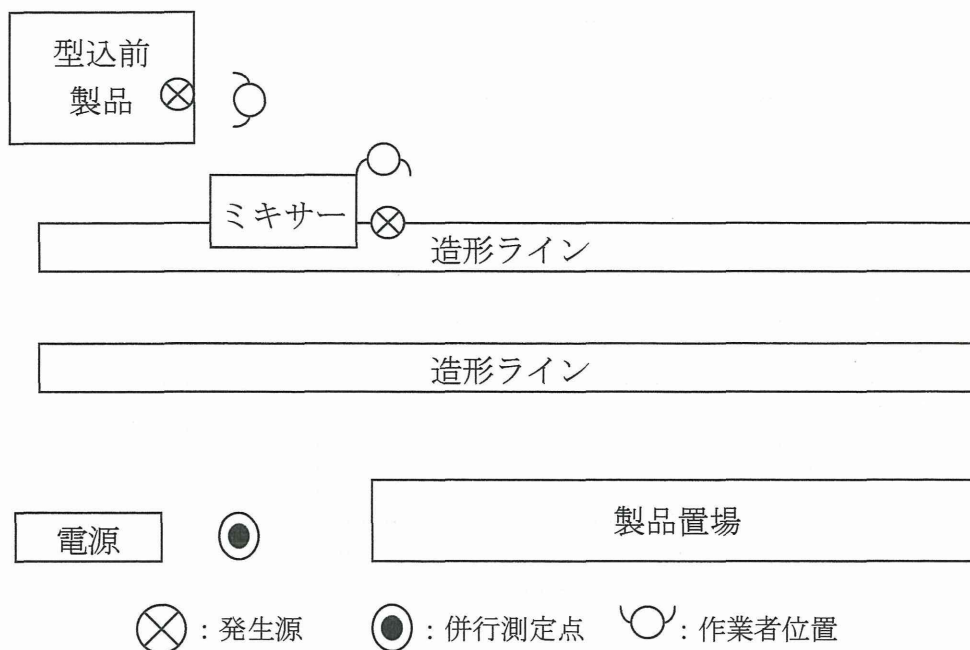 型込前
製品
ミキサー
造形ライン
造形ライン
電源
製品置場
：発生源 ：併行測定点 ：作業者位置